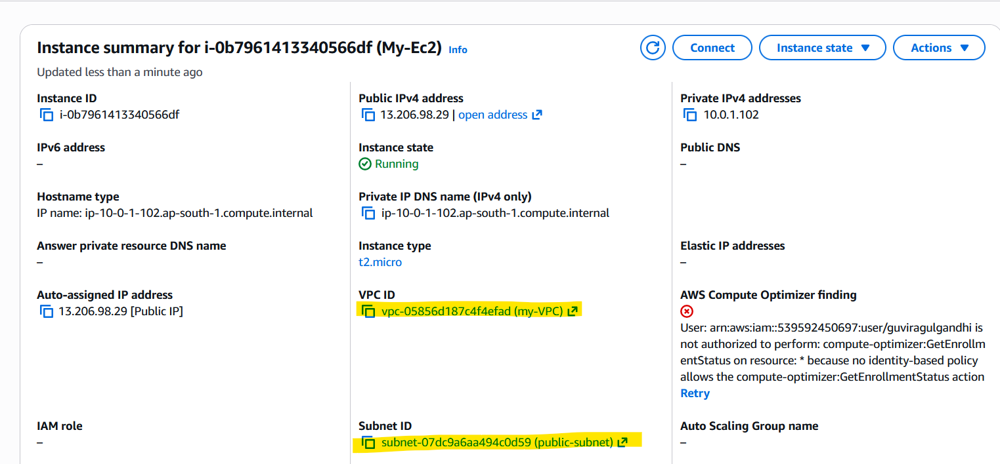 Instance summary for i-0b7961413340566df (My-Ec2) Info
Connect
Instance state
Actions
Updated less than a minute ago
Instance ID
i-0b7961413340566df
Public IPv4 address
13.206.98.29 | open address
Private IPv4 addresses
10.0.1.102
IPv6 address
–
Instance state
Running
Public DNS
–
Hostname type
IP name: ip-10-0-1-102.ap-south-1.compute.internal
Private IP DNS name (IPv4 only)
ip-10-0-1-102.ap-south-1.compute.internal
Answer private resource DNS name
–
Instance type
t2.micro
Elastic IP addresses
–
Auto-assigned IP address
13.206.98.29 [Public IP]
VPC ID
vpc-05856d187c4f4efad (my-VPC)
AWS Compute Optimizer finding
User: arn:aws:iam::539592450697:user/guviragulgandhi is
not authorized to perform: compute-optimizer:GetEnrollm
entStatus on resource: * because no identity-based policy
allows the compute-optimizer:GetEnrollmentStatus action
Retry
IAM role
–
Subnet ID
subnet-07dc9a6aa494c0d59 (public-subnet)
Auto Scaling Group name
–